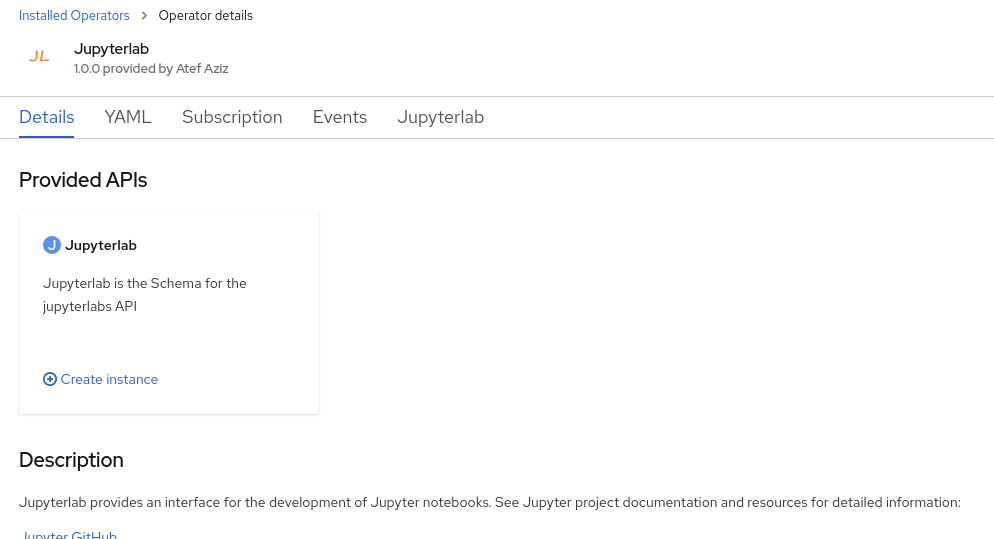 Installed Operators > Operator details
JL
Jupyterlab
1.0.0 provided by Atef Aziz
Details YAML Subscription Events Jupyterlab
Provided APIs
J Jupyterlab
Jupyterlab is the Schema for the
jupyterlabs API
Create instance
Description
Jupyterlab provides an interface for the development of Jupyter notebooks. See Jupyter project documentation and resources for detailed information:
Jupyter GitHub